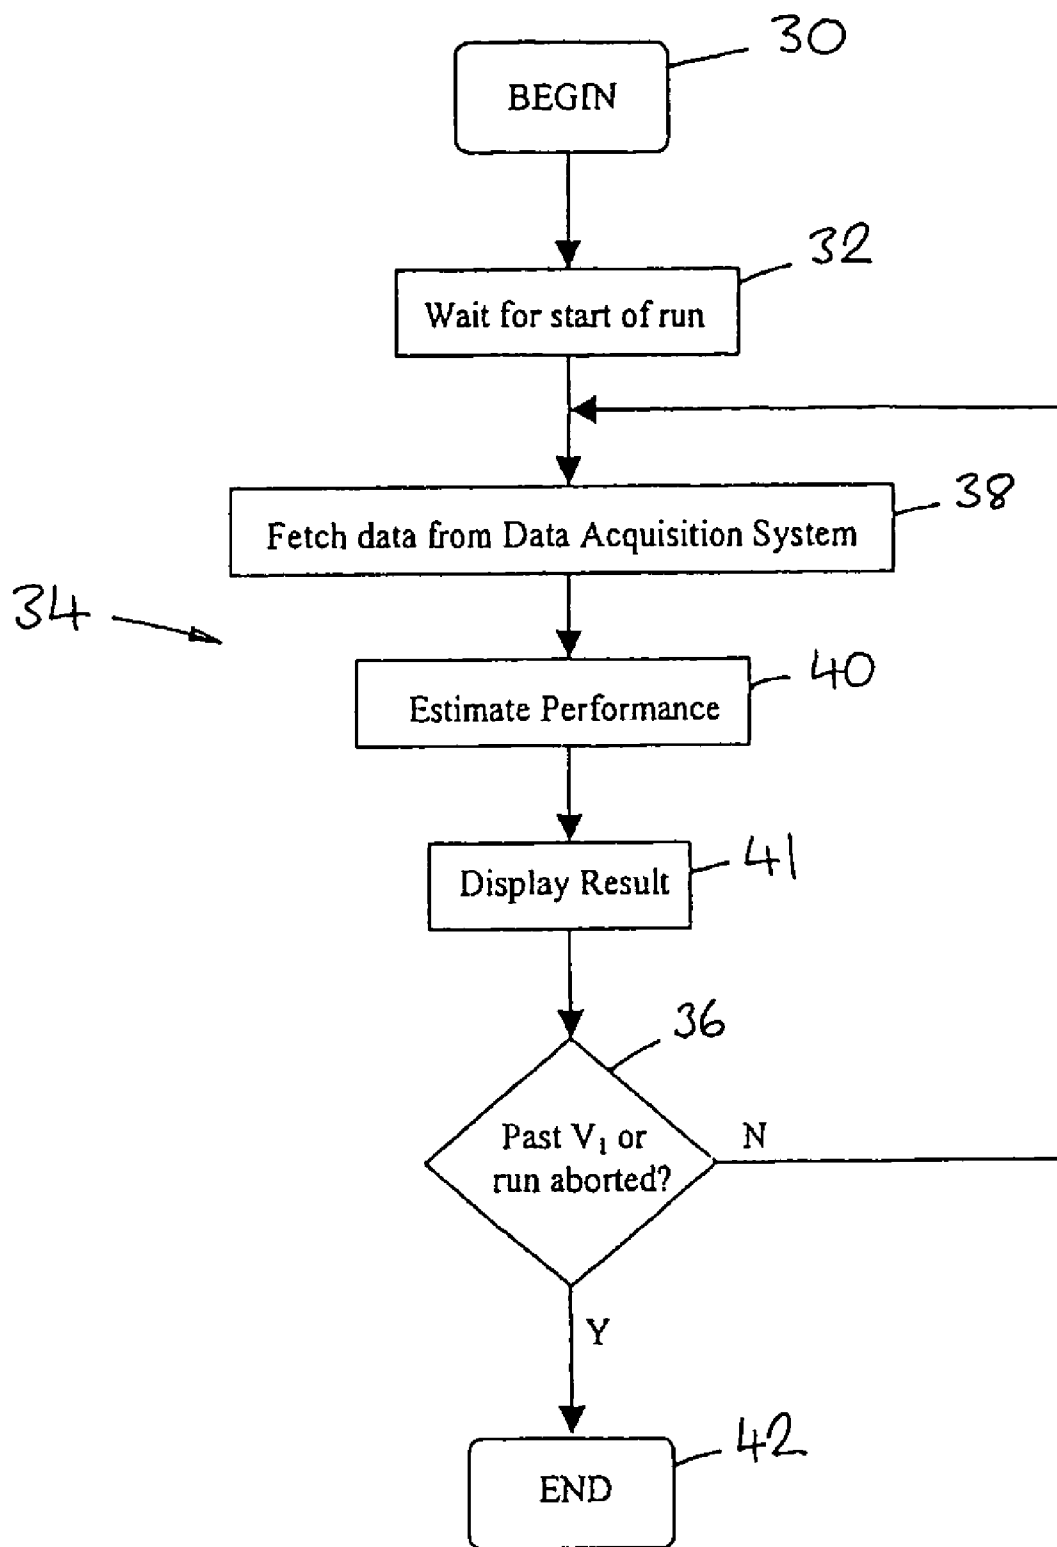 30
BEGIN
32
Wait for start of run
38
Fetch data from Data Acquisition System
34
40
Estimate Performance
41
Display Result
36
Past V₁ or
run aborted?
N
Y
42
END